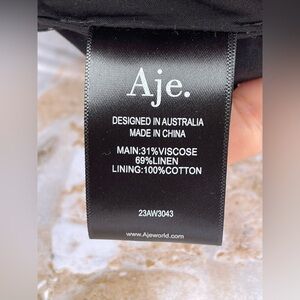 Aje.
DESIGNED IN AUSTRALIA
MADE IN CHINA
MAIN:31%VISCOSE
69%LINEN
LINING:100%COTTON
23AW3043
www.Ajeworld.com